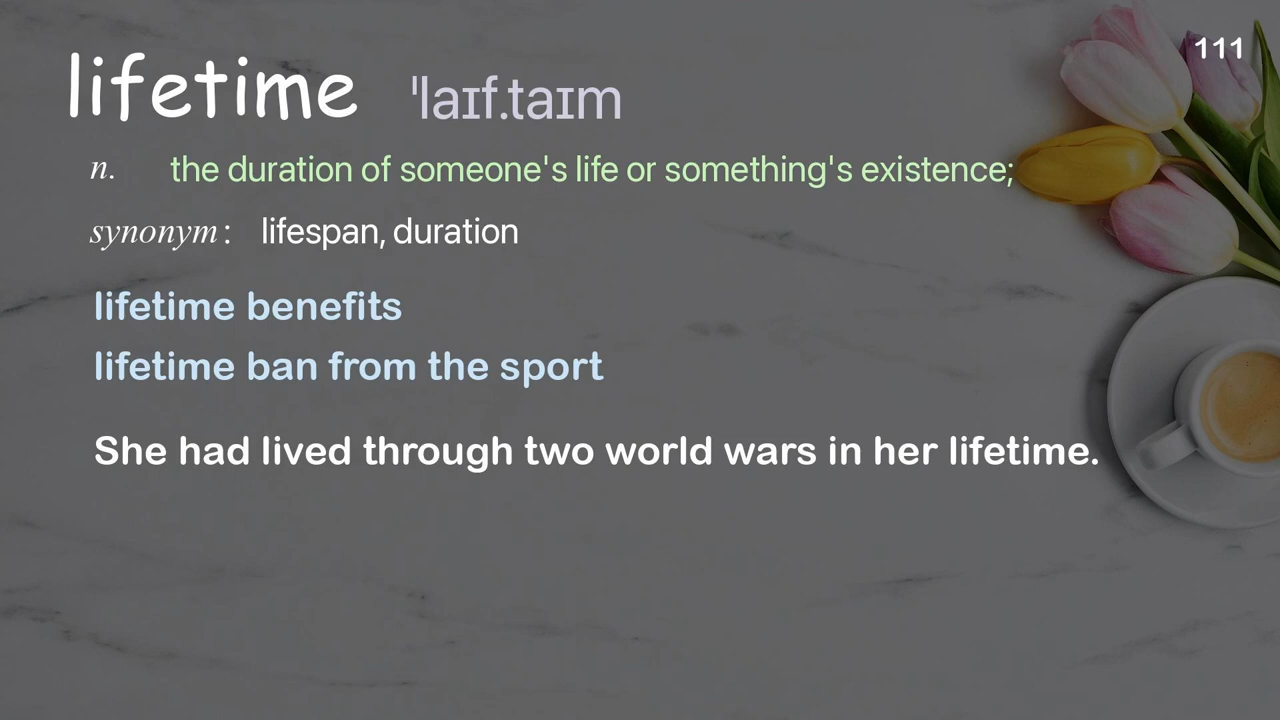 111
lifetime ˈlaɪf.taɪm
n. the duration of someone's life or something's existence;
synonym: lifespan, duration
lifetime benefits
lifetime ban from the sport
She had lived through two world wars in her lifetime.